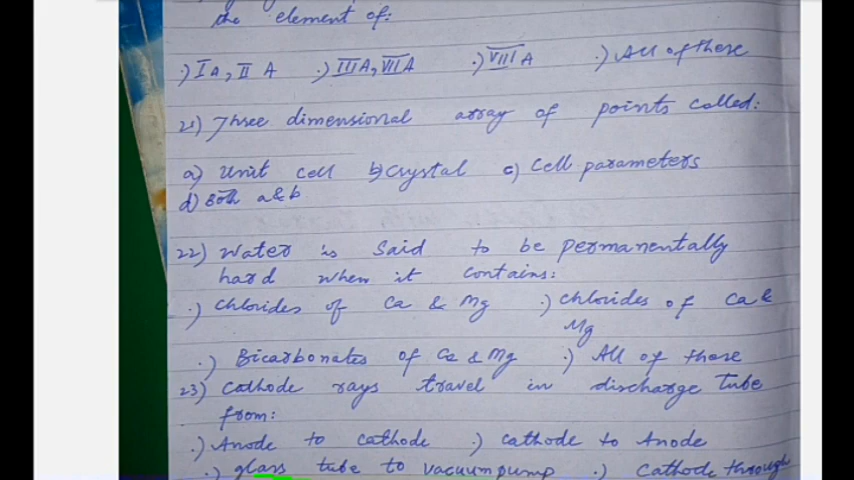 the element of:
.) I A, II A .) III A, VII A .) VIII A .) All of these
21) Three dimensional array of points called:
a) Unit cell b) Crystal c) Cell parameters
d) Both a & b
22) Water is said to be permanentally
hard when it contains:
.) Chlorides of Ca & Mg .) Chlorides of Ca &
Mg
.) Bicarbonates of Ca & Mg .) All of these
23) Cathode rays travel in discharge Tube
from:
.) Anode to cathode .) cathode to Anode
.) glass tube to vacuum pump .) Cathode through